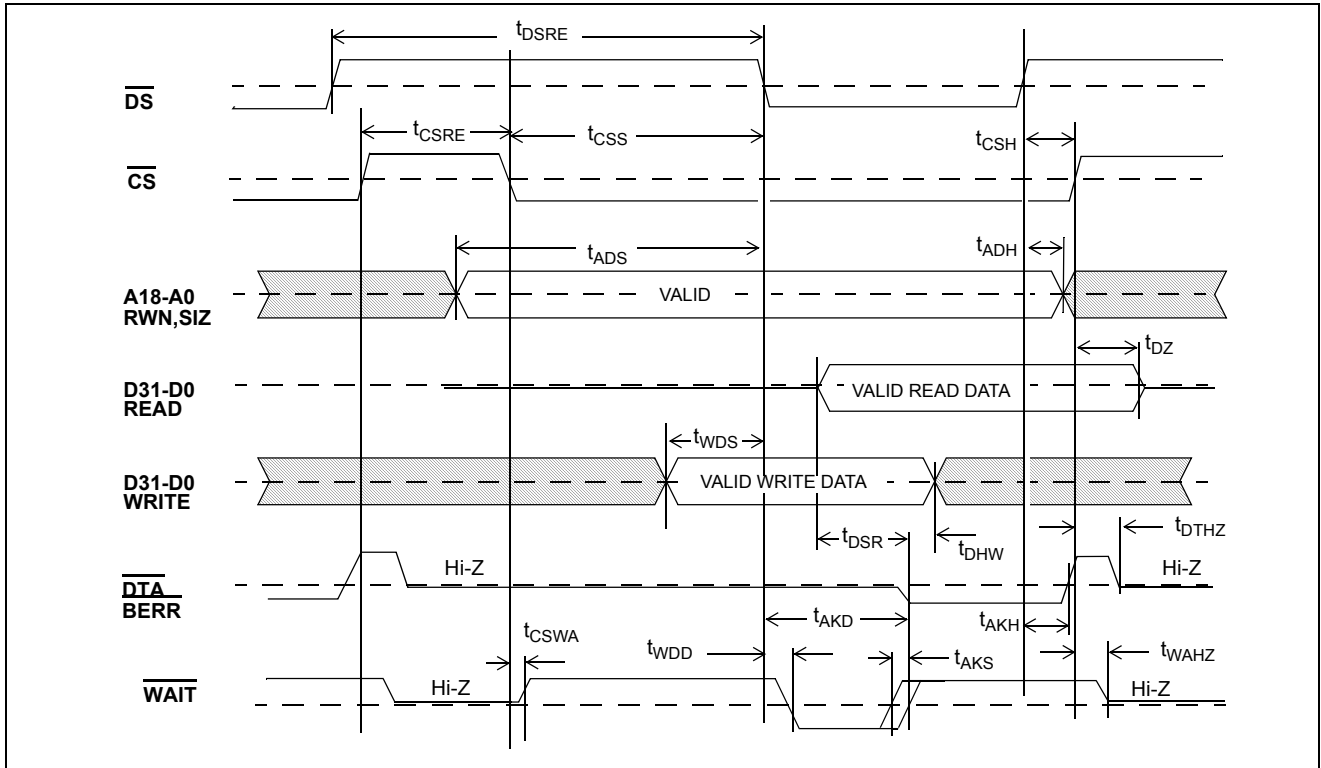 tDSRE
DS
tCSRE
tCSS
tCSH
CS
tADS
tADH
A18-A0
RWN,SIZ
VALID
tDZ
D31-D0
READ
VALID READ DATA
tWDS
D31-D0
WRITE
VALID WRITE DATA
tDSR
tDHW
tDTHZ
DTA
BERR
Hi-Z
Hi-Z
tCSWA
tWDD
tAKD
tAKS
tAKH
tWAHZ
WAIT
Hi-Z
Hi-Z